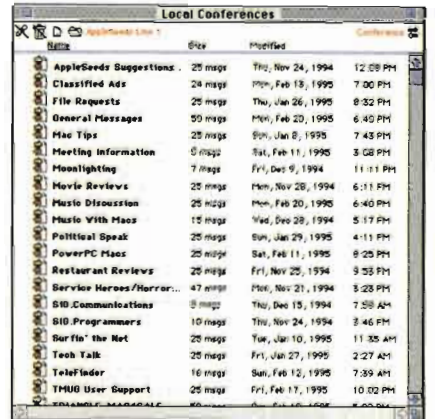 Local Conferences
AppleSeeds Line 1 Conference
Name Size Modified
AppleSeeds Suggestions... 25 msgs Thu, Nov 24, 1994 12:09 PM
Classified Ads 24 msgs Mon, Feb 13, 1995 7:00 PM
File Requests 25 msgs Thu, Jan 26, 1995 8:32 PM
General Messages 50 msgs Mon, Feb 20, 1995 6:40 PM
Mac Tips 25 msgs Sun, Jan 8, 1995 7:43 PM
Meeting Information msgs Sat, Feb 11, 1995 3:08 PM
Moonlighting 7 msgs Fri, Dec 9, 1994 11:11 PM
Movie Reviews 25 msgs Mon, Nov 28, 1994 6:11 PM
Music Discussion 25 msgs Mon, Feb 20, 1995 6:40 PM
Music With Macs 15 msgs Wed, Dec 28, 1994 5:17 PM
Political Speak 25 msgs Sun, Jan 29, 1995 4:11 PM
PowerPC Macs 25 msgs Sat, Feb 11, 1995 8:25 PM
Restaurant Reviews 25 msgs Fri, Nov 25, 1994 9:53 PM
Service Heroes/Horror... 47 msgs Mon, Nov 21, 1994 3:23 PM
SIG.Communications msgs Thu, Dec 15, 1994 7:59 AM
SIG.Programmers 10 msgs Thu, Nov 24, 1994 3:46 PM
Surfin' the Net 25 msgs Tue, Jan 10, 1995 11:35 AM
Tech Talk 25 msgs Fri, Jan 27, 1995 2:27 AM
TeleFinder 16 msgs Sun, Feb 12, 1995 7:39 AM
TMUG User Support 25 msgs Fri, Feb 17, 1995 10:02 PM